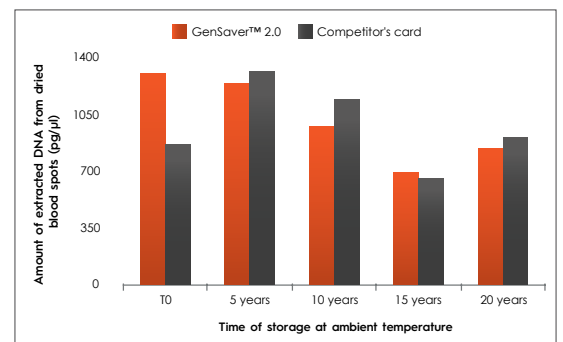 GenSaver™ 2.0 Competitor's card
Amount of extracted DNA from dried
blood spots (pg/µl)
1400
1050
700
350
0
T0 5 years 10 years 15 years 20 years
Time of storage at ambient temperature